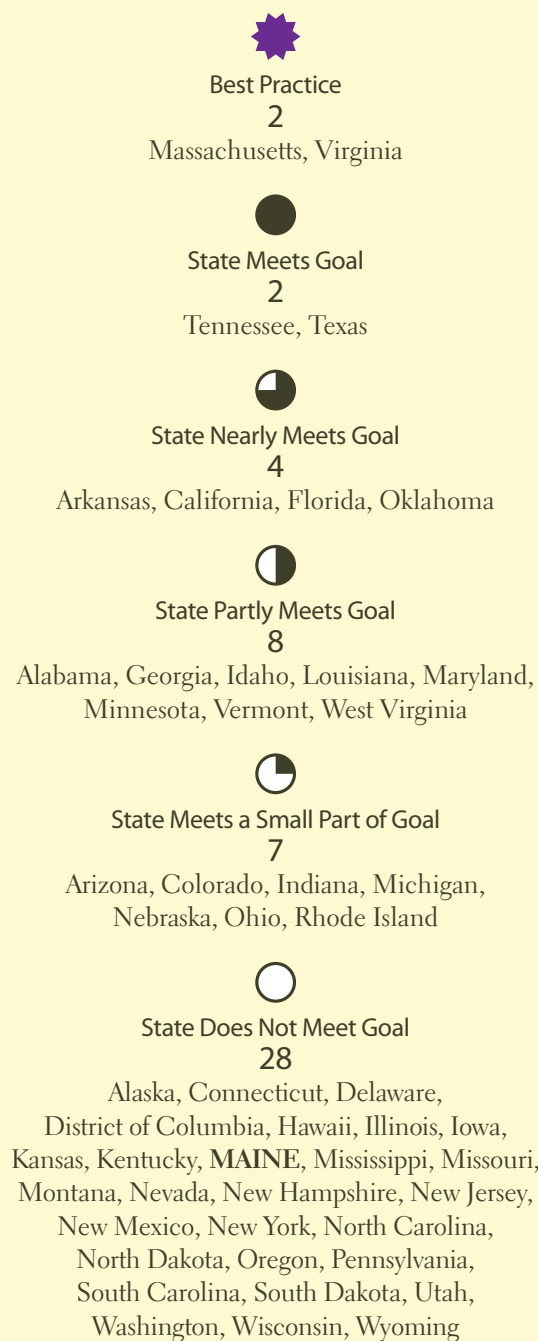 Best Practice
2
Massachusetts, Virginia
State Meets Goal
2
Tennessee, Texas
State Nearly Meets Goal
4
Arkansas, California, Florida, Oklahoma
State Partly Meets Goal
8
Alabama, Georgia, Idaho, Louisiana, Maryland,
Minnesota, Vermont, West Virginia
State Meets a Small Part of Goal
7
Arizona, Colorado, Indiana, Michigan,
Nebraska, Ohio, Rhode Island
State Does Not Meet Goal
28
Alaska, Connecticut, Delaware,
District of Columbia, Hawaii, Illinois, Iowa,
Kansas, Kentucky, MAINE, Mississippi, Missouri,
Montana, Nevada, New Hampshire, New Jersey,
New Mexico, New York, North Carolina,
North Dakota, Oregon, Pennsylvania,
South Carolina, South Dakota, Utah,
Washington, Wisconsin, Wyoming